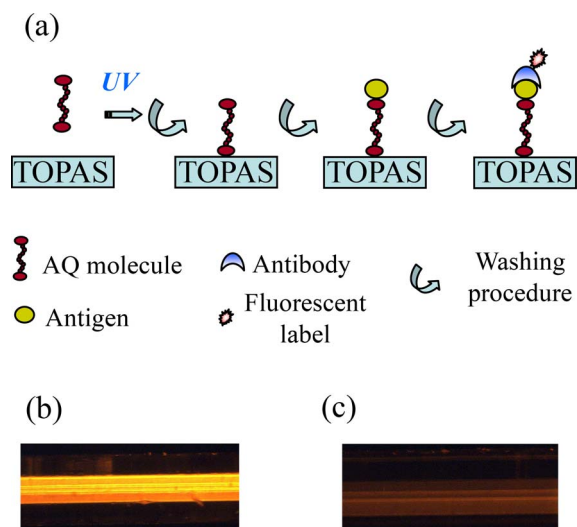 (a)
UV
TOPAS TOPAS TOPAS TOPAS
AQ molecule
Antibody
Washing
procedure
Antigen
Fluorescent
label
(b)
(c)